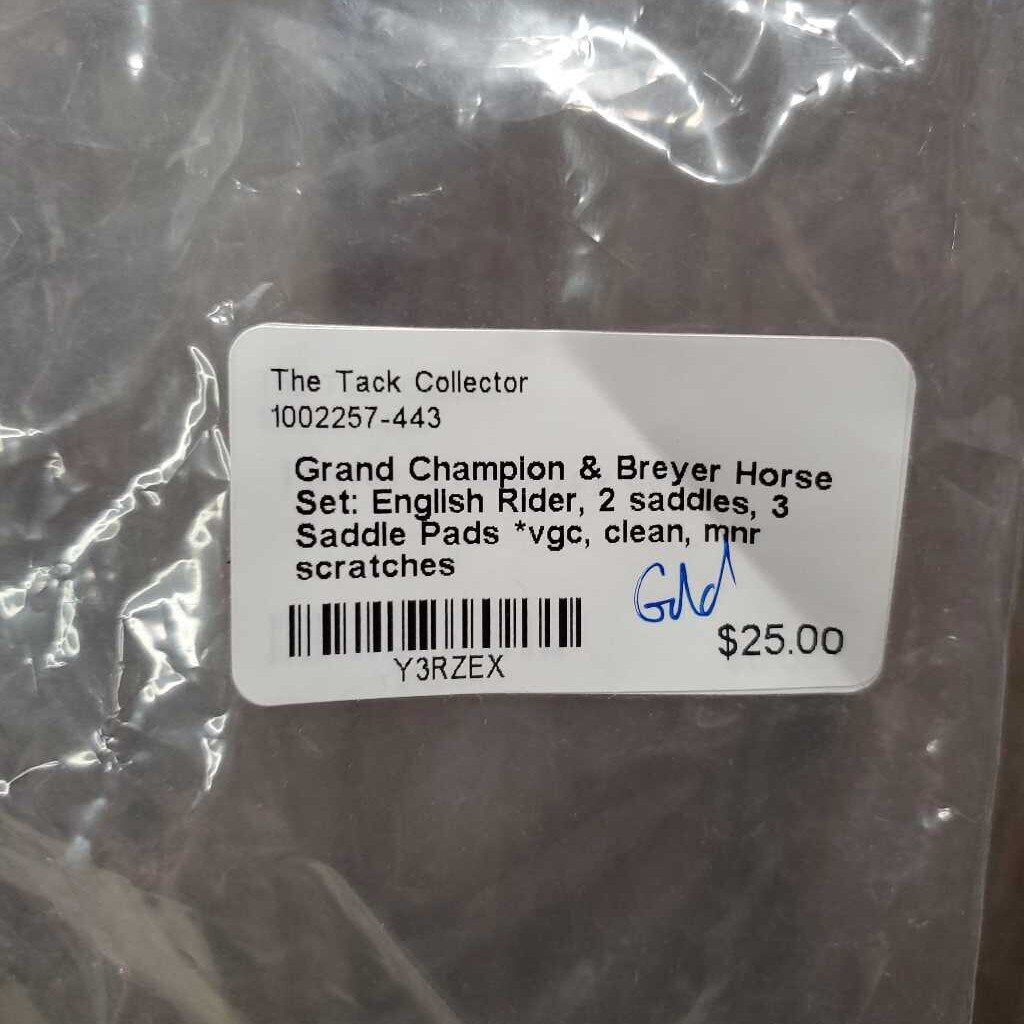 The Tack Collector
1002257-443
Grand Champion & Breyer Horse
Set: English Rider, 2 saddles, 3
Saddle Pads *vgc, clean, mnr
scratches
$25.00
Y3RZEX